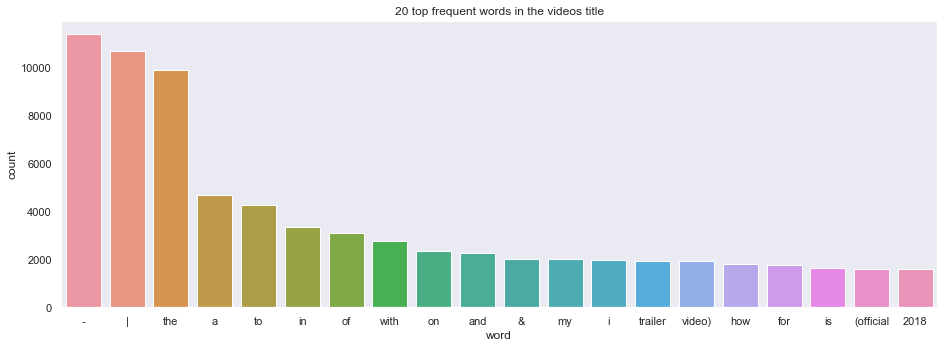 20 top frequent words in the videos title
10000
8000
6000
4000
2000
0
count
- | the a to in of with on and & my i trailer video) how for is (official 2018
word